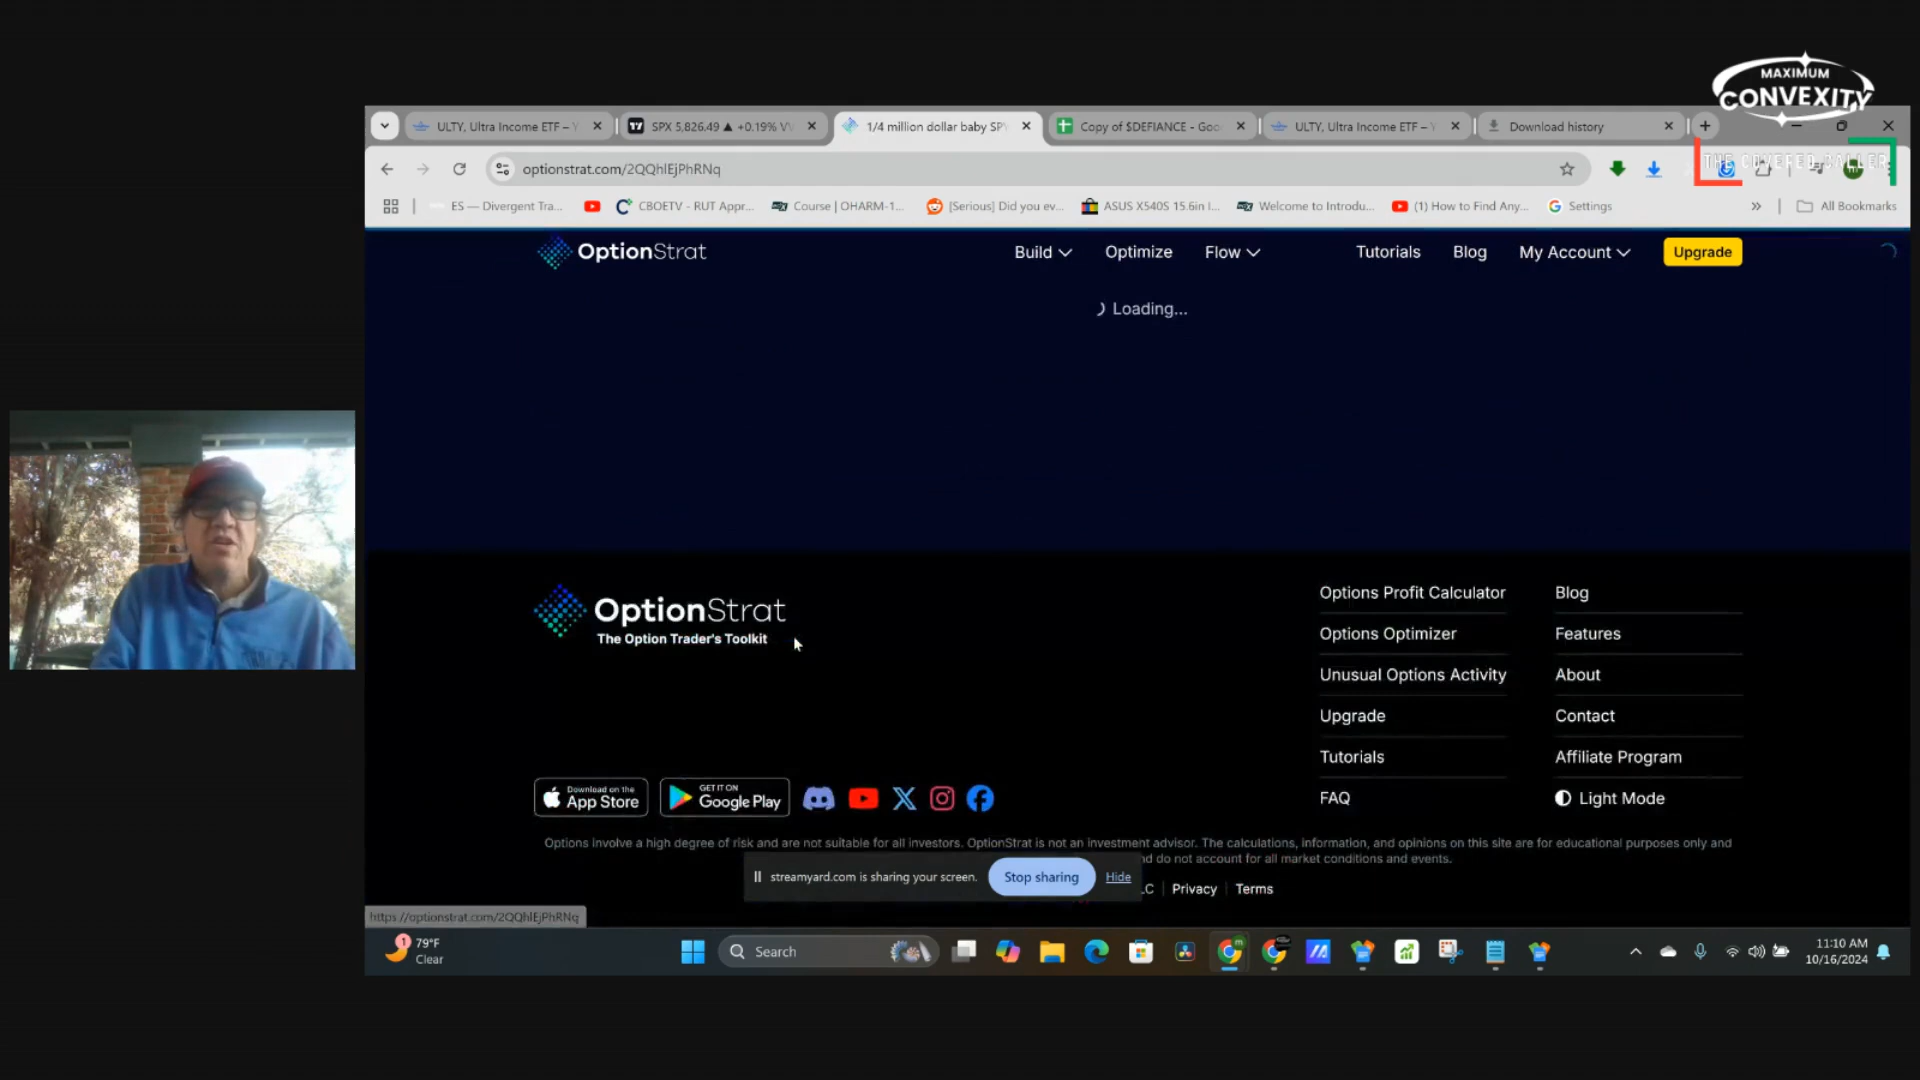 MAXIMUM
CONVEXITY
THE COVERED CALLER
ULTY, Ultra Income ETF – Y
SPX 5,826.49 ▲ +0.19% V
1/4 million dollar baby SPY
Copy of $DEFIANCE - Goo
ULTY, Ultra Income ETF – Y
Download history
optionstrat.com/2QQhlEjPhRNq
ES — Divergent Tra...
CBOETV - RUT Appr...
Course | OHARM-1...
[Serious] Did you ev...
ASUS X540S 15.6in l...
Welcome to Introdu...
(1) How to Find Any...
Settings
»
All Bookmarks
OptionStrat
Build
Optimize
Flow
Tutorials
Blog
My Account
Upgrade
Loading...
OptionStrat
The Option Trader's Toolkit
Options Profit Calculator
Blog
Options Optimizer
Features
Unusual Options Activity
About
Upgrade
Contact
Tutorials
Affiliate Program
FAQ
Light Mode
Download on the
App Store
GET IT ON
Google Play
Options involve a high degree of risk and are not suitable for all investors. OptionStrat is not an investment advisor. The calculations, information, and opinions on this site are for educational purposes only and
d do not account for all market conditions and events.
streamyard.com is sharing your screen.
Stop sharing
Hide
LC | Privacy | Terms
https://optionstrat.com/2QQhlEjPhRNq
1
79°F
Clear
Search
11:10 AM
10/16/2024